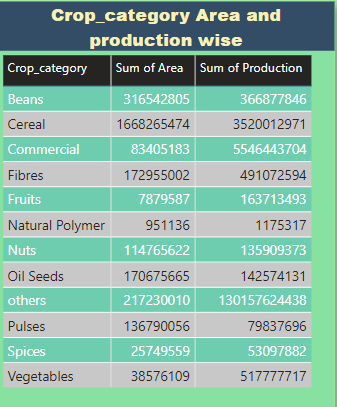 Crop_category Area and
production wise
Crop_category Sum of Area Sum of Production
Beans 316542805 366877846
Cereal 1668265474 3520012971
Commercial 83405183 5546443704
Fibres 172955002 491072594
Fruits 7879587 163713493
Natural Polymer 951136 1175317
Nuts 114765622 135909373
Oil Seeds 170675665 142574131
others 217230010 130157624438
Pulses 136790056 79837696
Spices 25749559 53097882
Vegetables 38576109 517777717